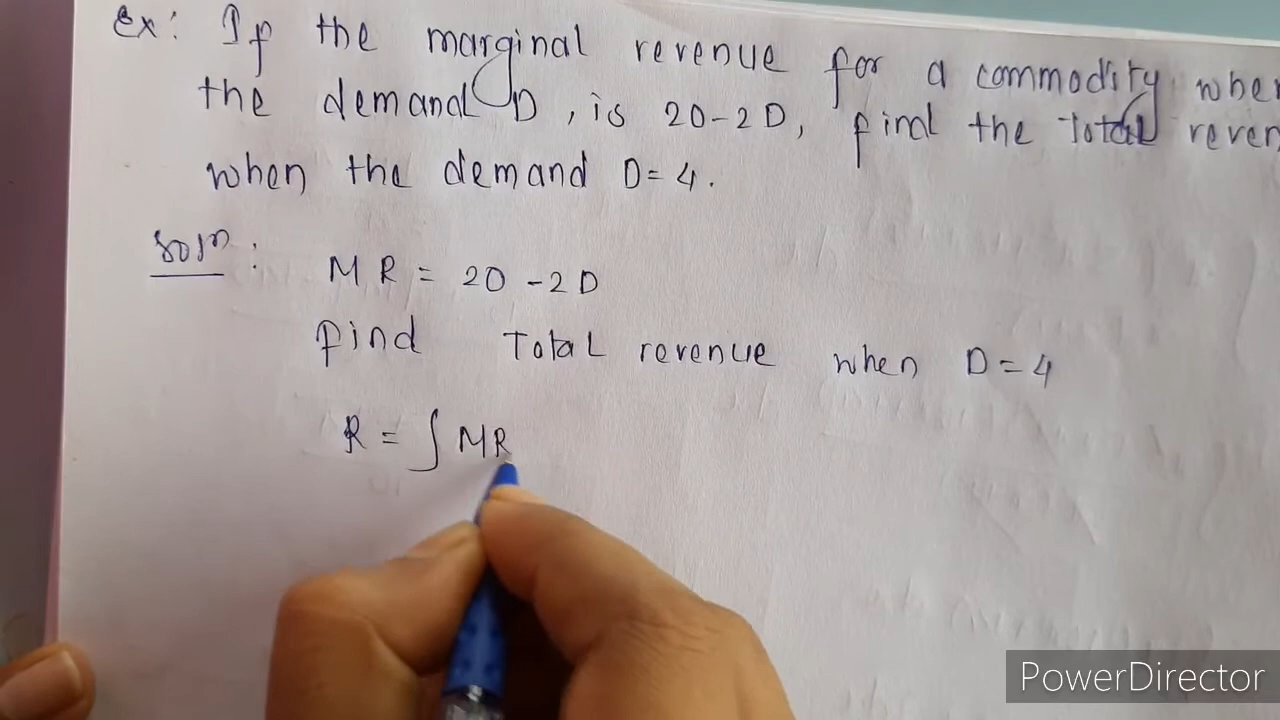 Ex: If the marginal revenue for a commodity when
the demand D, is 20-2D, find the Total reven
when the demand D=4.
Soln:
MR = 20 -2D
find Total revenue when D=4
R = ∫ MR
PowerDirector